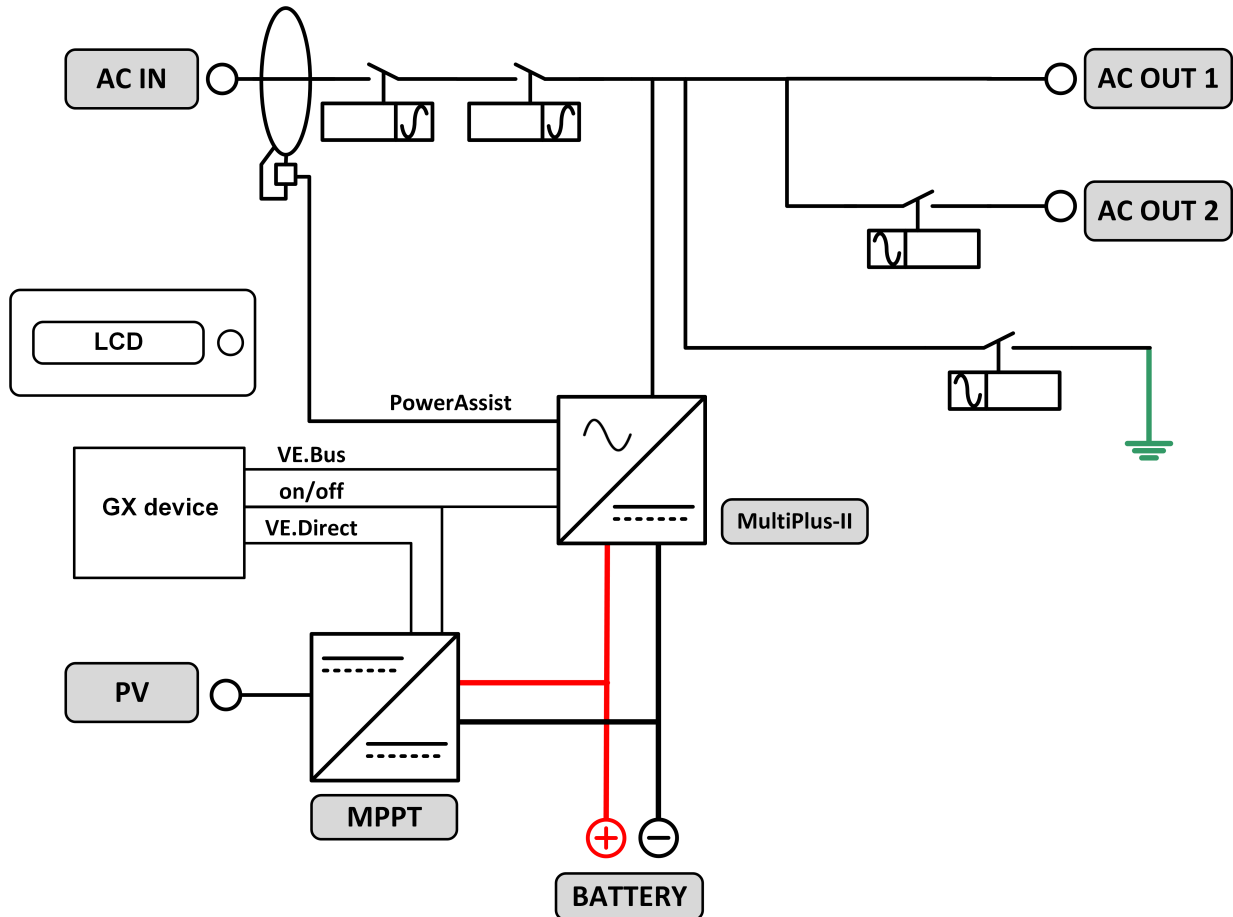 AC IN
AC OUT 1
AC OUT 2
LCD
PowerAssist
VE.Bus
on/off
GX device
VE.Direct
MultiPlus-II
PV
MPPT
BATTERY